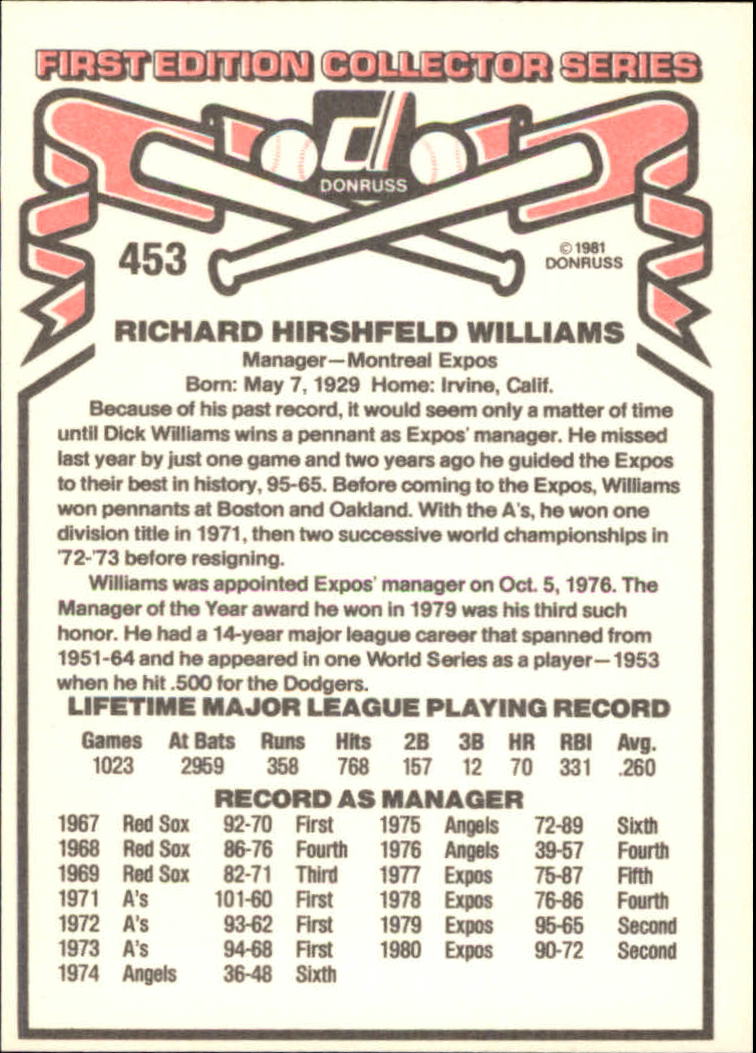 FIRST EDITION COLLECTOR SERIES
d
DONRUSS
453
© 1981
DONRUSS
RICHARD HIRSHFELD WILLIAMS
Manager—Montreal Expos
Born: May 7, 1929 Home: Irvine, Calif.
Because of his past record, it would seem only a matter of time
until Dick Williams wins a pennant as Expos' manager. He missed
last year by just one game and two years ago he guided the Expos
to their best in history, 95-65. Before coming to the Expos, Williams
won pennants at Boston and Oakland. With the A's, he won one
division title in 1971, then two successive world championships in
'72-'73 before resigning.
Williams was appointed Expos' manager on Oct. 5, 1976. The
Manager of the Year award he won in 1979 was his third such
honor. He had a 14-year major league career that spanned from
1951-64 and he appeared in one World Series as a player—1953
when he hit .500 for the Dodgers.
LIFETIME MAJOR LEAGUE PLAYING RECORD
Games At Bats Runs Hits 2B 3B HR RBI Avg.
1023 2959 358 768 157 12 70 331 .260
RECORD AS MANAGER
1967 Red Sox 92-70 First 1975 Angels 72-89 Sixth
1968 Red Sox 86-76 Fourth 1976 Angels 39-57 Fourth
1969 Red Sox 82-71 Third 1977 Expos 75-87 Fifth
1971 A's 101-60 First 1978 Expos 76-86 Fourth
1972 A's 93-62 First 1979 Expos 95-65 Second
1973 A's 94-68 First 1980 Expos 90-72 Second
1974 Angels 36-48 Sixth